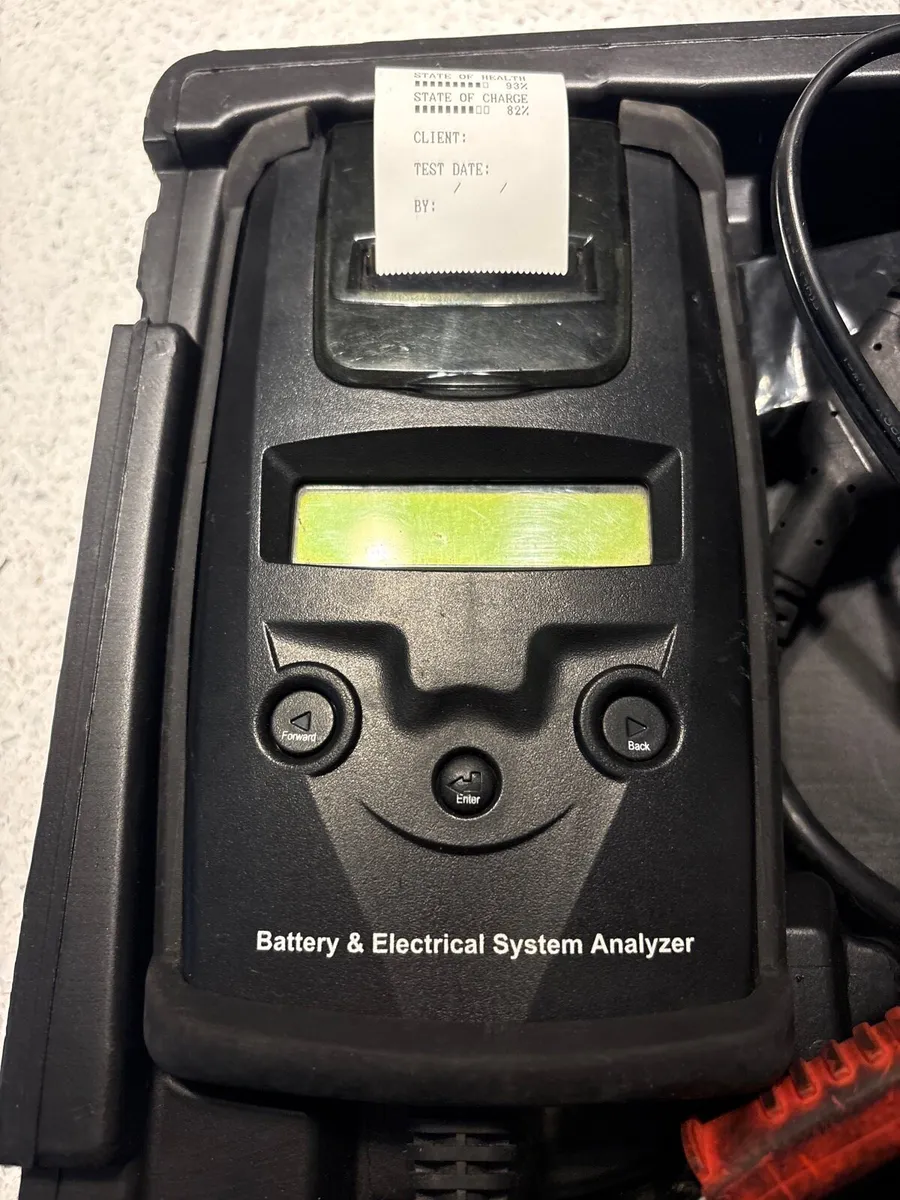 STATE OF HEALTH
93%
STATE OF CHARGE
82%
CLIENT:
TEST DATE:
/ /
BY:
Forward
Back
Enter
Battery & Electrical System Analyzer